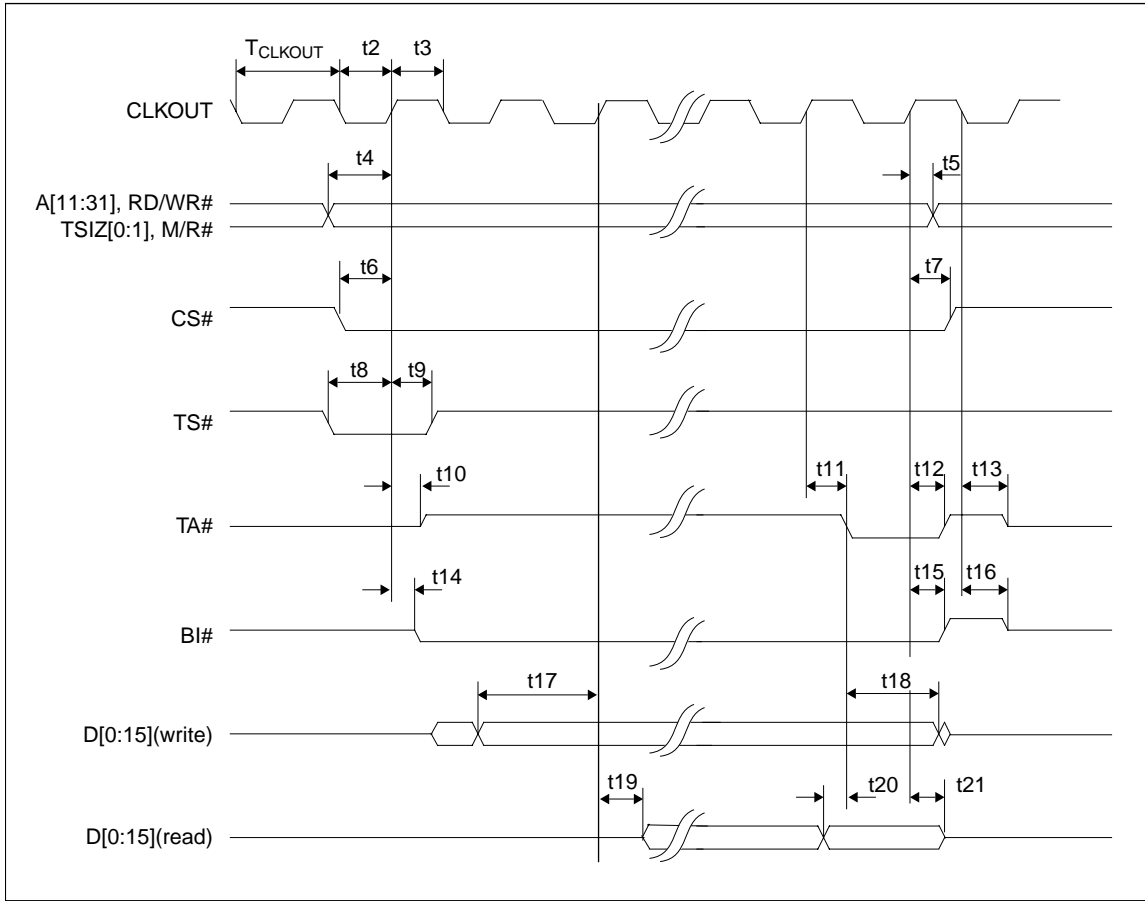 TCLKOUT t2 t3
CLKOUT
t4 t5
A[11:31], RD/WR#
TSIZ[0:1], M/R#
t6 t7
CS#
t8 t9
TS#
t10 t11 t12 t13
TA#
t14 t15 t16
BI#
t17 t18
D[0:15](write)
t19 t20 t21
D[0:15](read)